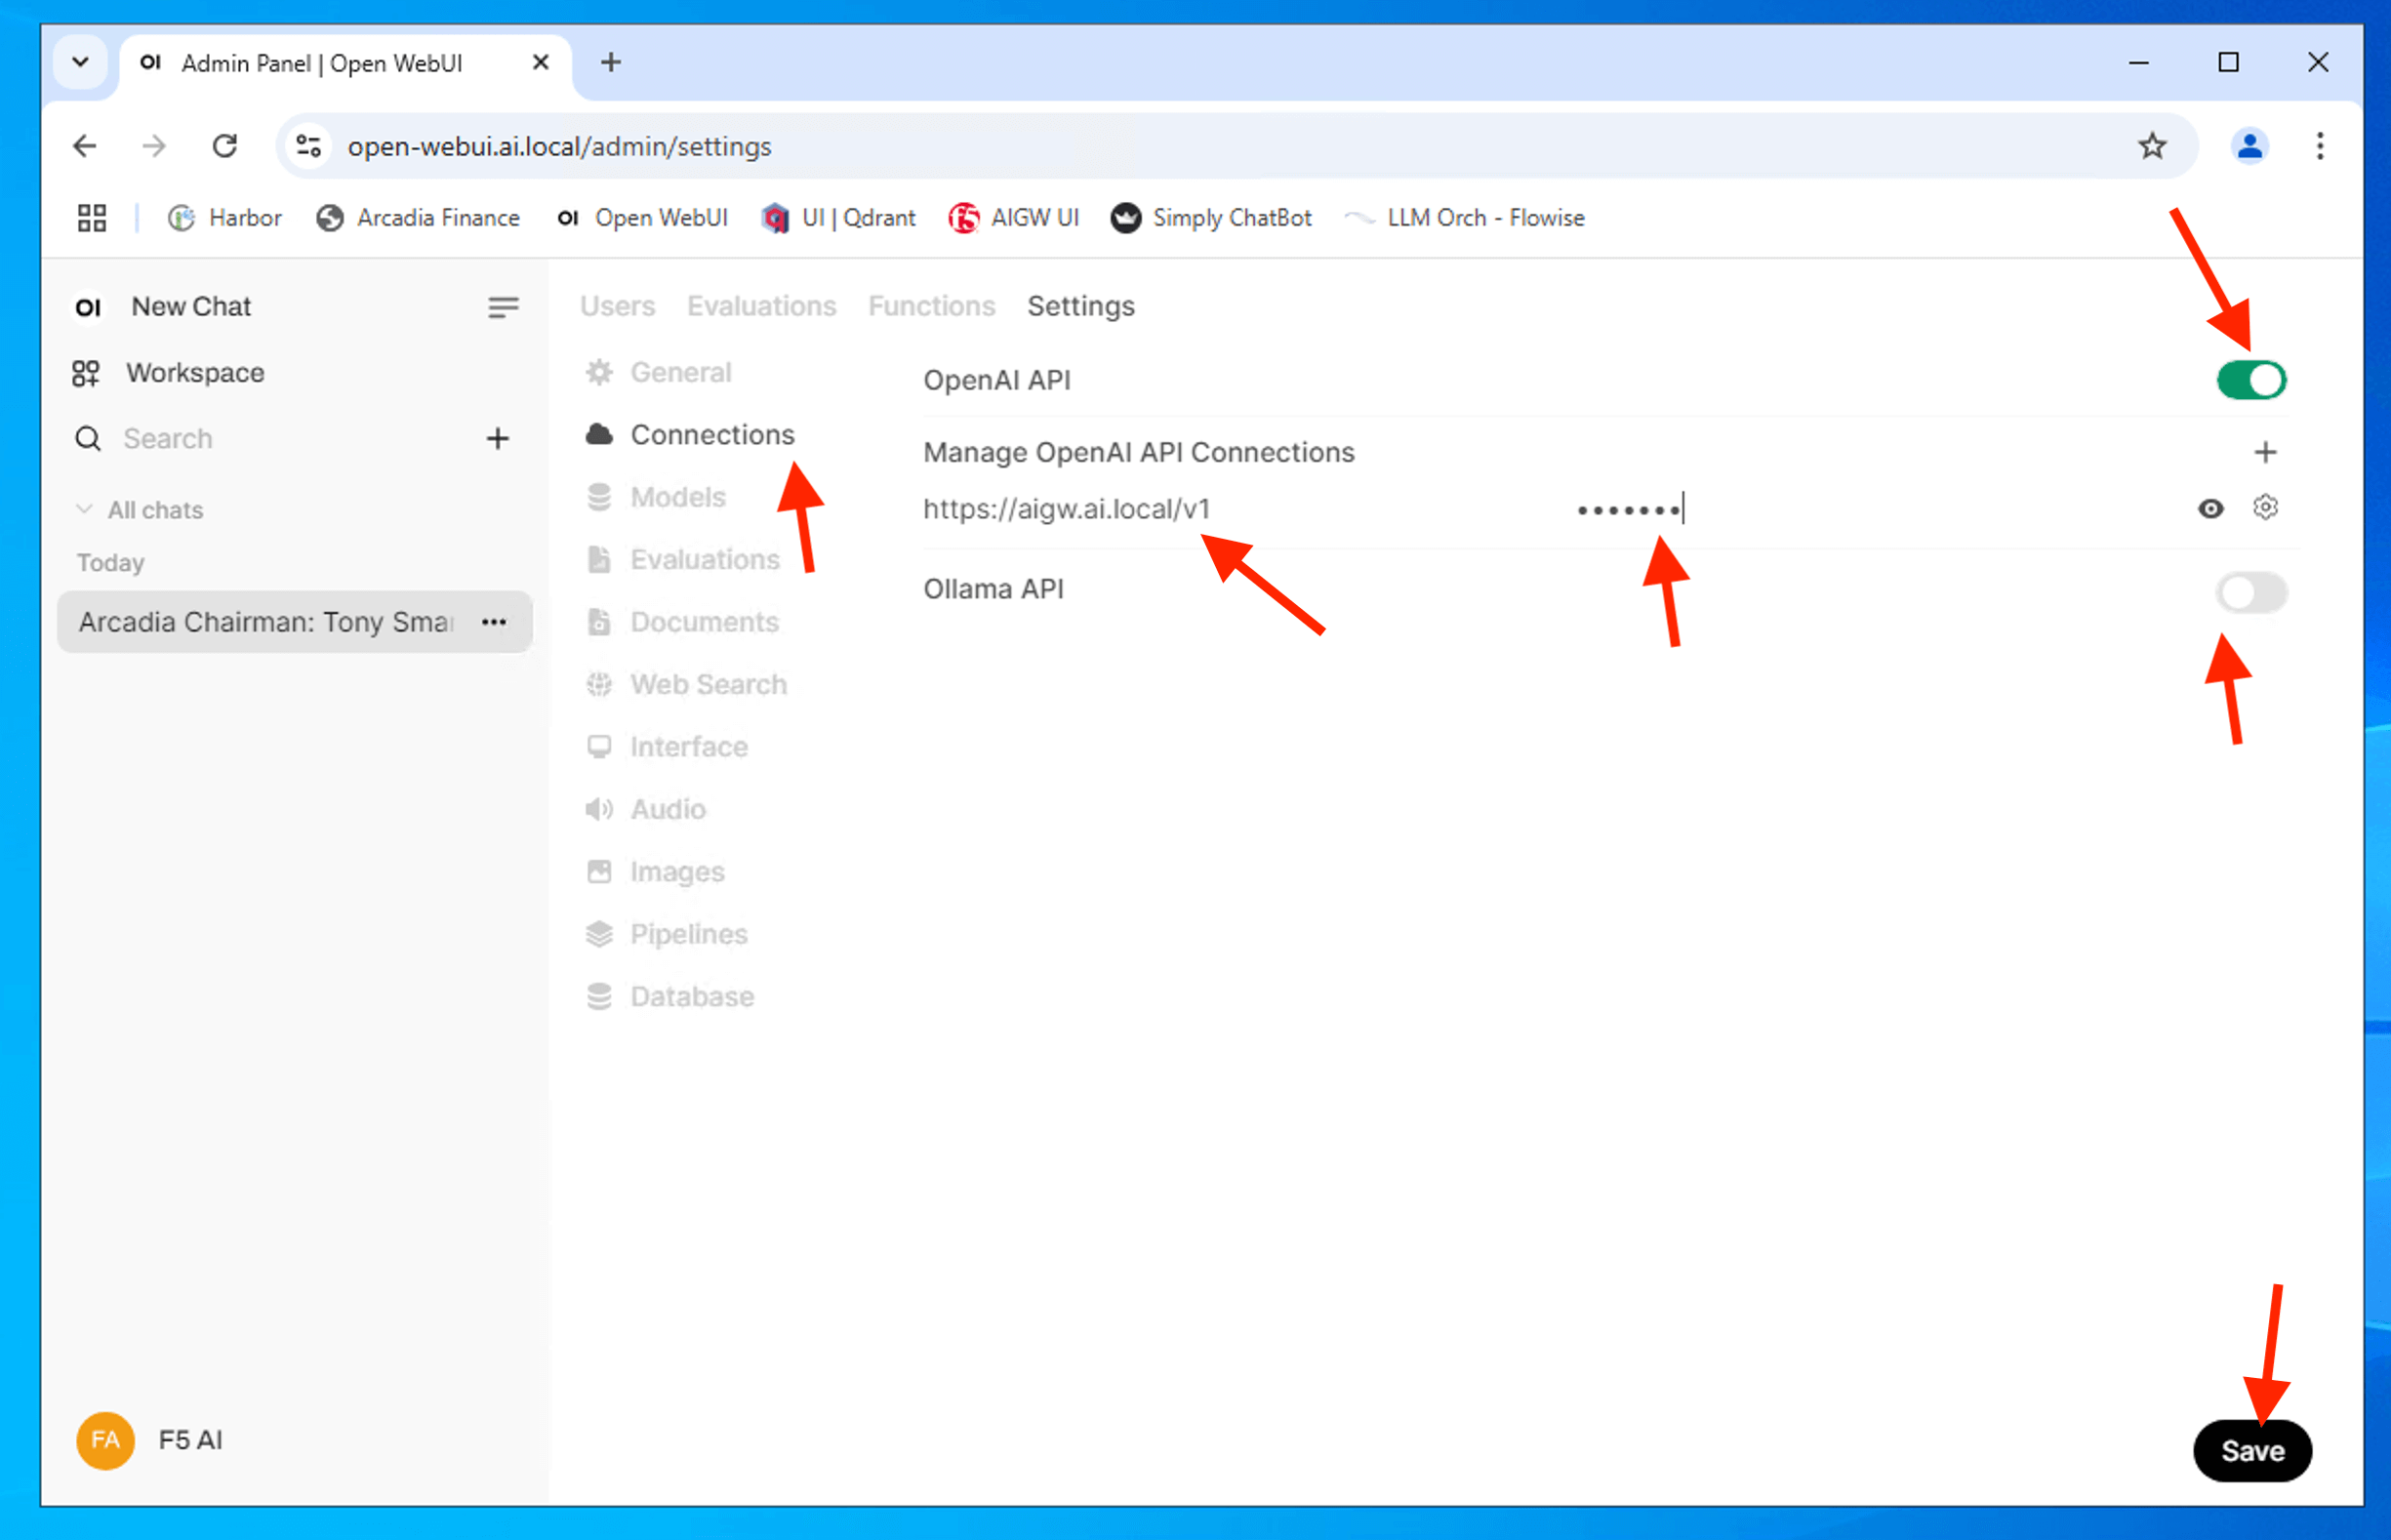 OI Admin Panel | Open WebUI
open-webui.ai.local/admin/settings
Harbor Arcadia Finance OI Open WebUI UI | Qdrant AIGW UI Simply ChatBot LLM Orch - Flowise
OI New Chat
Workspace
Search
All chats
Today
Arcadia Chairman: Tony Smar
FA F5 AI
Users Evaluations Functions Settings
General
Connections
Models
Evaluations
Documents
Web Search
Interface
Audio
Images
Pipelines
Database
OpenAI API
Manage OpenAI API Connections
https://aigw.ai.local/v1 •••••••
Ollama API
Save